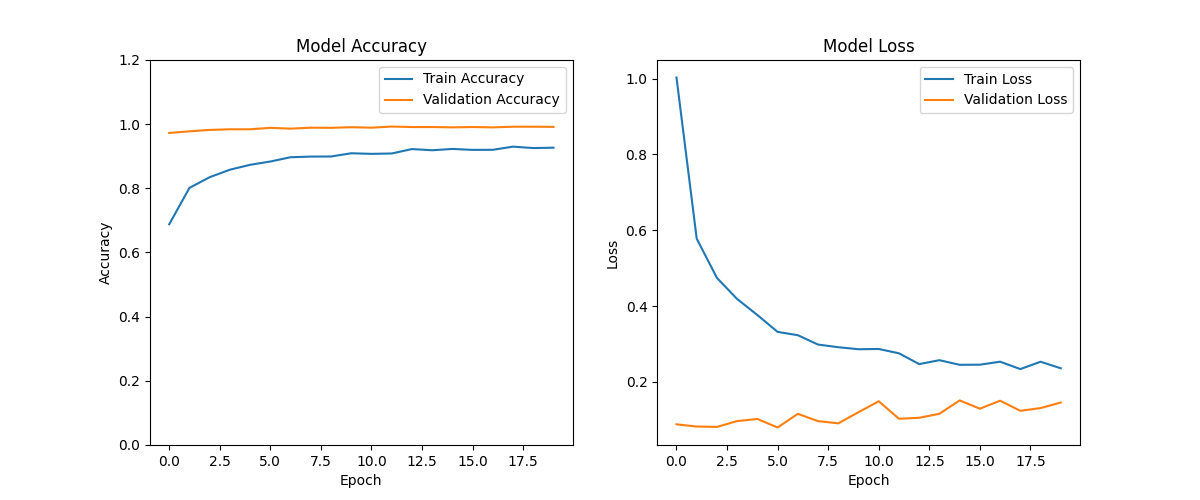 Model Accuracy
1.2
1.0
0.8
0.6
0.4
0.2
0.0
Accuracy
Train Accuracy
Validation Accuracy
0.0 2.5 5.0 7.5 10.0 12.5 15.0 17.5
Epoch
Model Loss
1.0
0.8
0.6
0.4
0.2
Loss
Train Loss
Validation Loss
0.0 2.5 5.0 7.5 10.0 12.5 15.0 17.5
Epoch